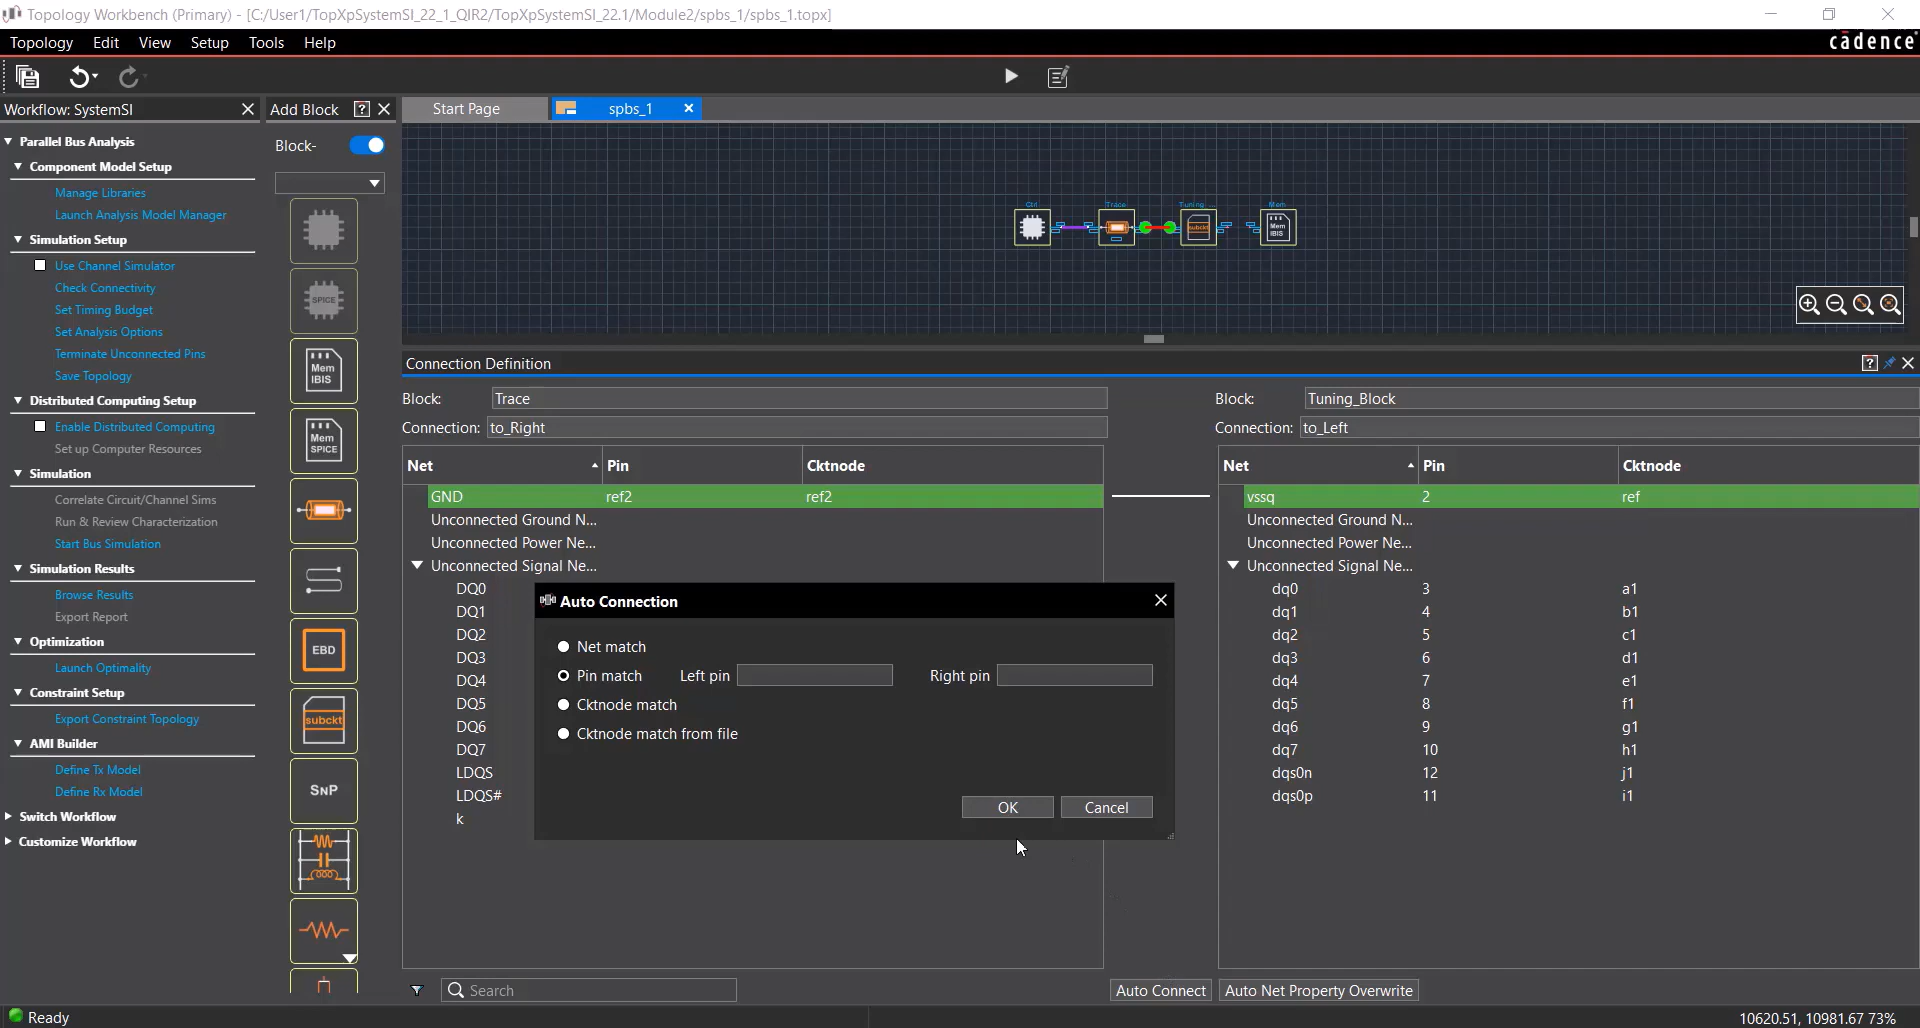 Topology Workbench (Primary) - [C:/User1/TopXpSystemSI_22_1_QIR2/TopXpSystemSI_22.1/Module2/spbs_1/spbs_1.topx]
Topology Edit View Setup Tools Help
cādence
Workflow: SystemSI
Parallel Bus Analysis
Component Model Setup
Manage Libraries
Launch Analysis Model Manager
Simulation Setup
Use Channel Simulator
Check Connectivity
Set Timing Budget
Set Analysis Options
Terminate Unconnected Pins
Save Topology
Distributed Computing Setup
Enable Distributed Computing
Set up Computer Resources
Simulation
Correlate Circuit/Channel Sims
Run & Review Characterization
Start Bus Simulation
Simulation Results
Browse Results
Export Report
Optimization
Launch Optimality
Constraint Setup
Export Constraint Topology
AMI Builder
Define Tx Model
Define Rx Model
Switch Workflow
Customize Workflow
Add Block ?
Block-
SPICE
Mem
IBIS
Mem
SPICE
EBD
subckt
SNP
Start Page spbs_1
Ctrl Trace Tuning_... Mem
subckt
Mem
IBIS
Connection Definition ?
Block: Trace
Connection: to_Right
Net Pin Cktnode
GND ref2 ref2
Unconnected Ground N...
Unconnected Power Ne...
Unconnected Signal Ne...
DQ0
DQ1
DQ2
DQ3
DQ4
DQ5
DQ6
DQ7
LDQS
LDQS#
k
Block: Tuning_Block
Connection: to_Left
Net Pin Cktnode
vssq 2 ref
Unconnected Ground N...
Unconnected Power Ne...
Unconnected Signal Ne...
dq0 3 a1
dq1 4 b1
dq2 5 c1
dq3 6 d1
dq4 7 e1
dq5 8 f1
dq6 9 g1
dq7 10 h1
dqs0n 12 j1
dqs0p 11 i1
Auto Connection
Net match
Pin match Left pin Right pin
Cktnode match
Cktnode match from file
OK Cancel
Search
Auto Connect Auto Net Property Overwrite
Ready
10620.51, 10981.67 73%